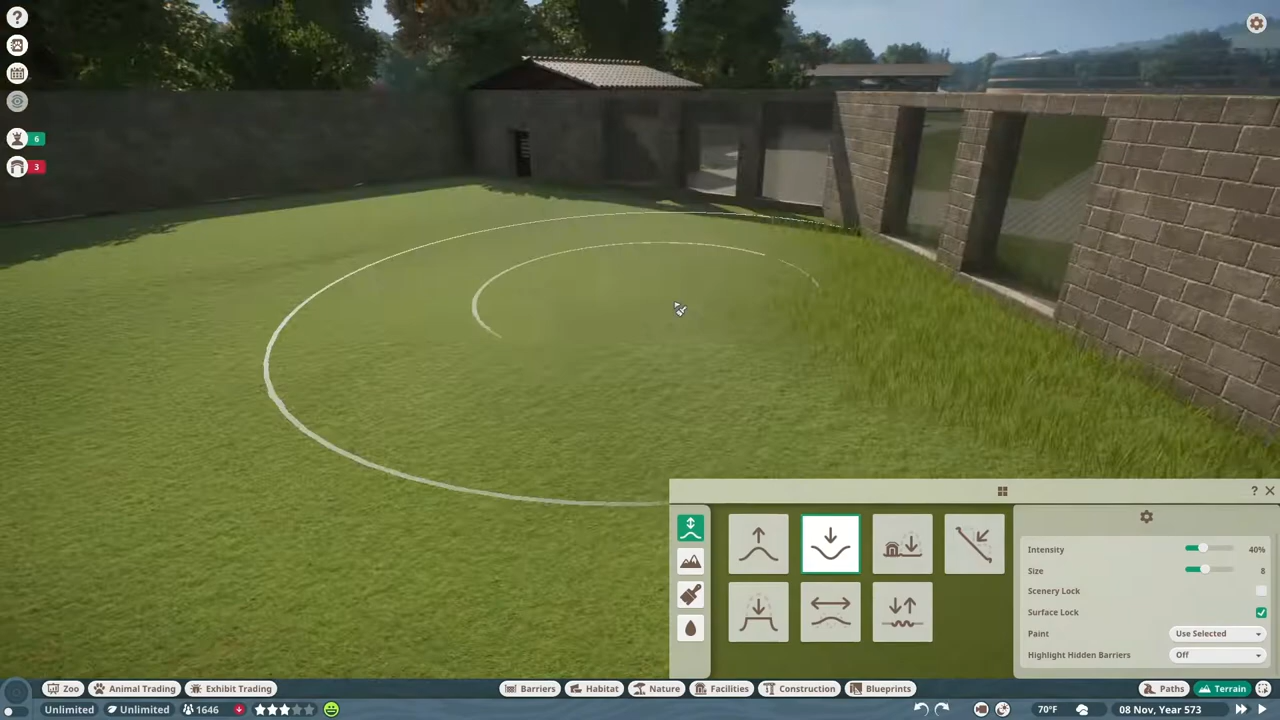 ?
6
3
? ×
Intensity 40%
Size 8
Scenery Lock
Surface Lock
Paint Use Selected
Highlight Hidden Barriers Off
Zoo Animal Trading Exhibit Trading Barriers Habitat Nature Facilities Construction Blueprints Paths Terrain
Unlimited Unlimited 1646 70°F 08 Nov, Year 573